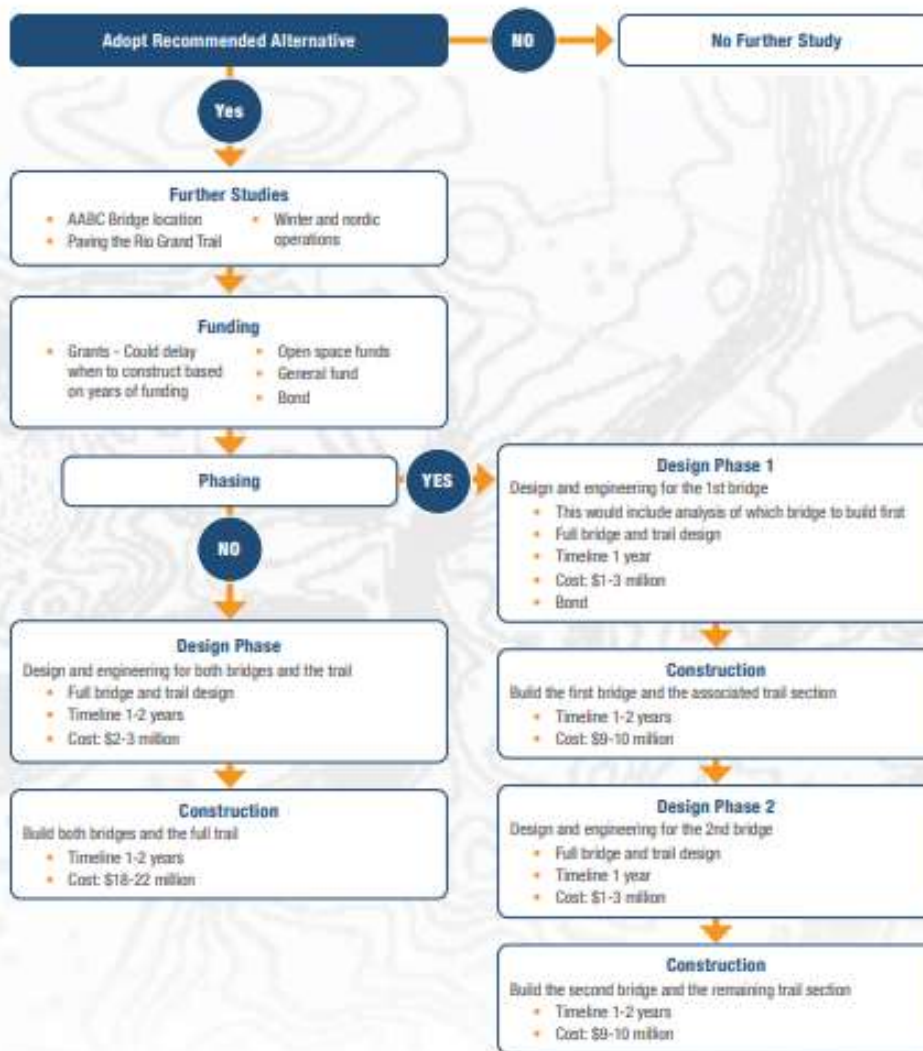 Adopt Recommended Alternative
NO
No Further Study
Yes
Further Studies
• AABC Bridge location
• Paving the Rio Grand Trail
• Winter and nordic
operations
Funding
• Grants - Could delay
when to construct based
on years of funding
• Open space funds
• General fund
• Bond
Phasing
YES
NO
Design Phase 1
Design and engineering for the 1st bridge
• This would include analysis of which bridge to build first
• Full bridge and trail design
• Timeline 1 year
• Cost: $1-3 million
• Bond
Design Phase
Design and engineering for both bridges and the trail
• Full bridge and trail design
• Timeline 1-2 years
• Cost: $2-3 million
Construction
Build the first bridge and the associated trail section
• Timeline 1-2 years
• Cost: $9-10 million
Construction
Build both bridges and the full trail
• Timeline 1-2 years
• Cost: $18-22 million
Design Phase 2
Design and engineering for the 2nd bridge
• Full bridge and trail design
• Timeline 1 year
• Cost: $1-3 million
Construction
Build the second bridge and the remaining trail section
• Timeline 1-2 years
• Cost: $9-10 million